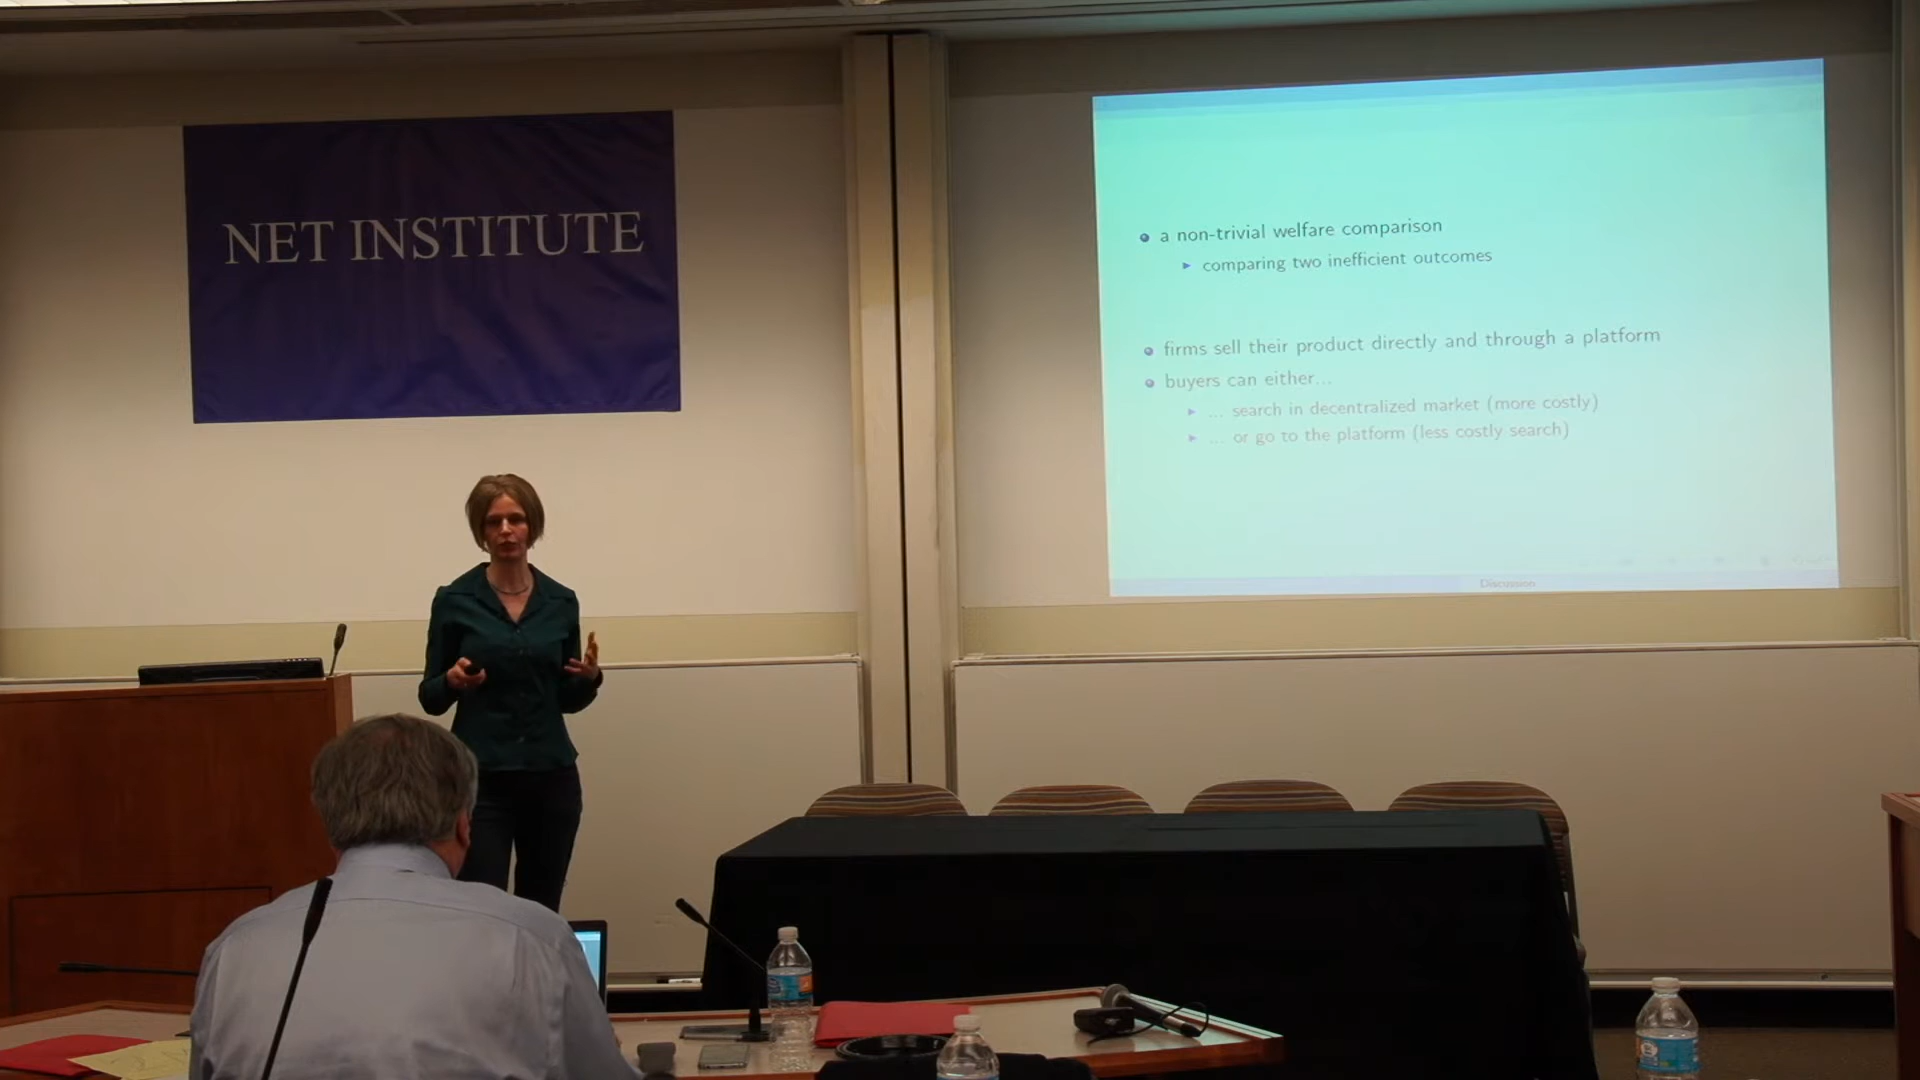 NET INSTITUTE
a non-trivial welfare comparison
comparing two inefficient outcomes
firms sell their product directly and through a platform
buyers can either...
... search in decentralized market (more costly)
... or go to the platform (less costly search)
Discussion